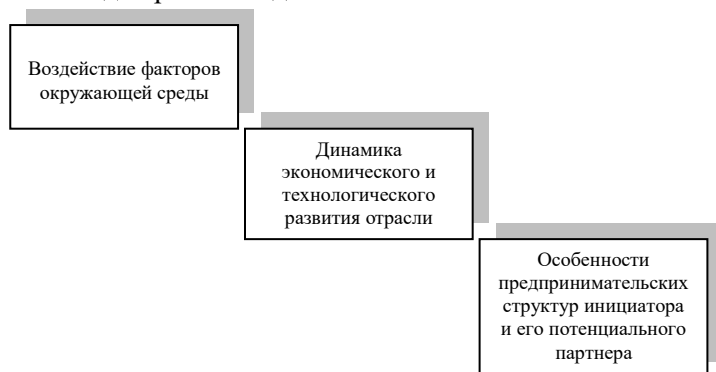 Воздействие факторов
окружающей среды
Динамика
экономического и
технологического
развития отрасли
Особенности
предпринимательских
структур инициатора
и его потенциального
партнера